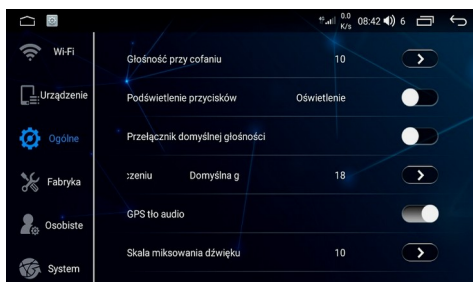 4G 0.0 K/s 08:42 6
Wi-Fi
Głośność przy cofaniu 10
Urządzenie
Podświetlenie przycisków Oświetlenie
Ogólne
Przełącznik domyślnej głośności
Fabryka
:zeniu Domyślna g 18
Osobiste
GPS tło audio
System
Skala miksowania dźwięku 10